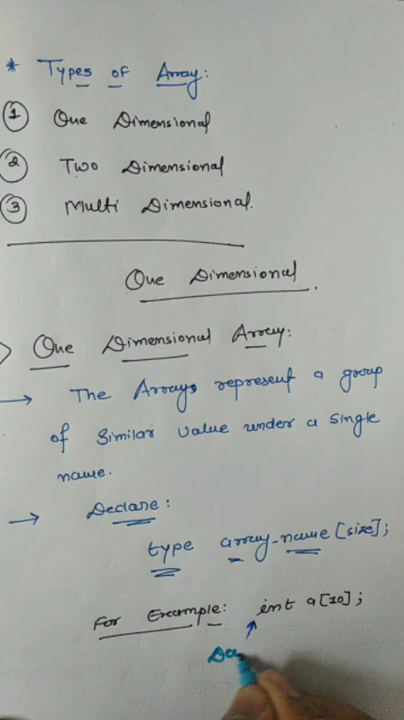 * Types of Array:
① One Dimensional
② Two Dimensional
③ Multi Dimensional.
One Dimensional.
One Dimensional Array:
→ The Arrays represent a group
of Similar value under a single
name.
→ Declare:
type array-name [size];
For Example: int a[10];
Da